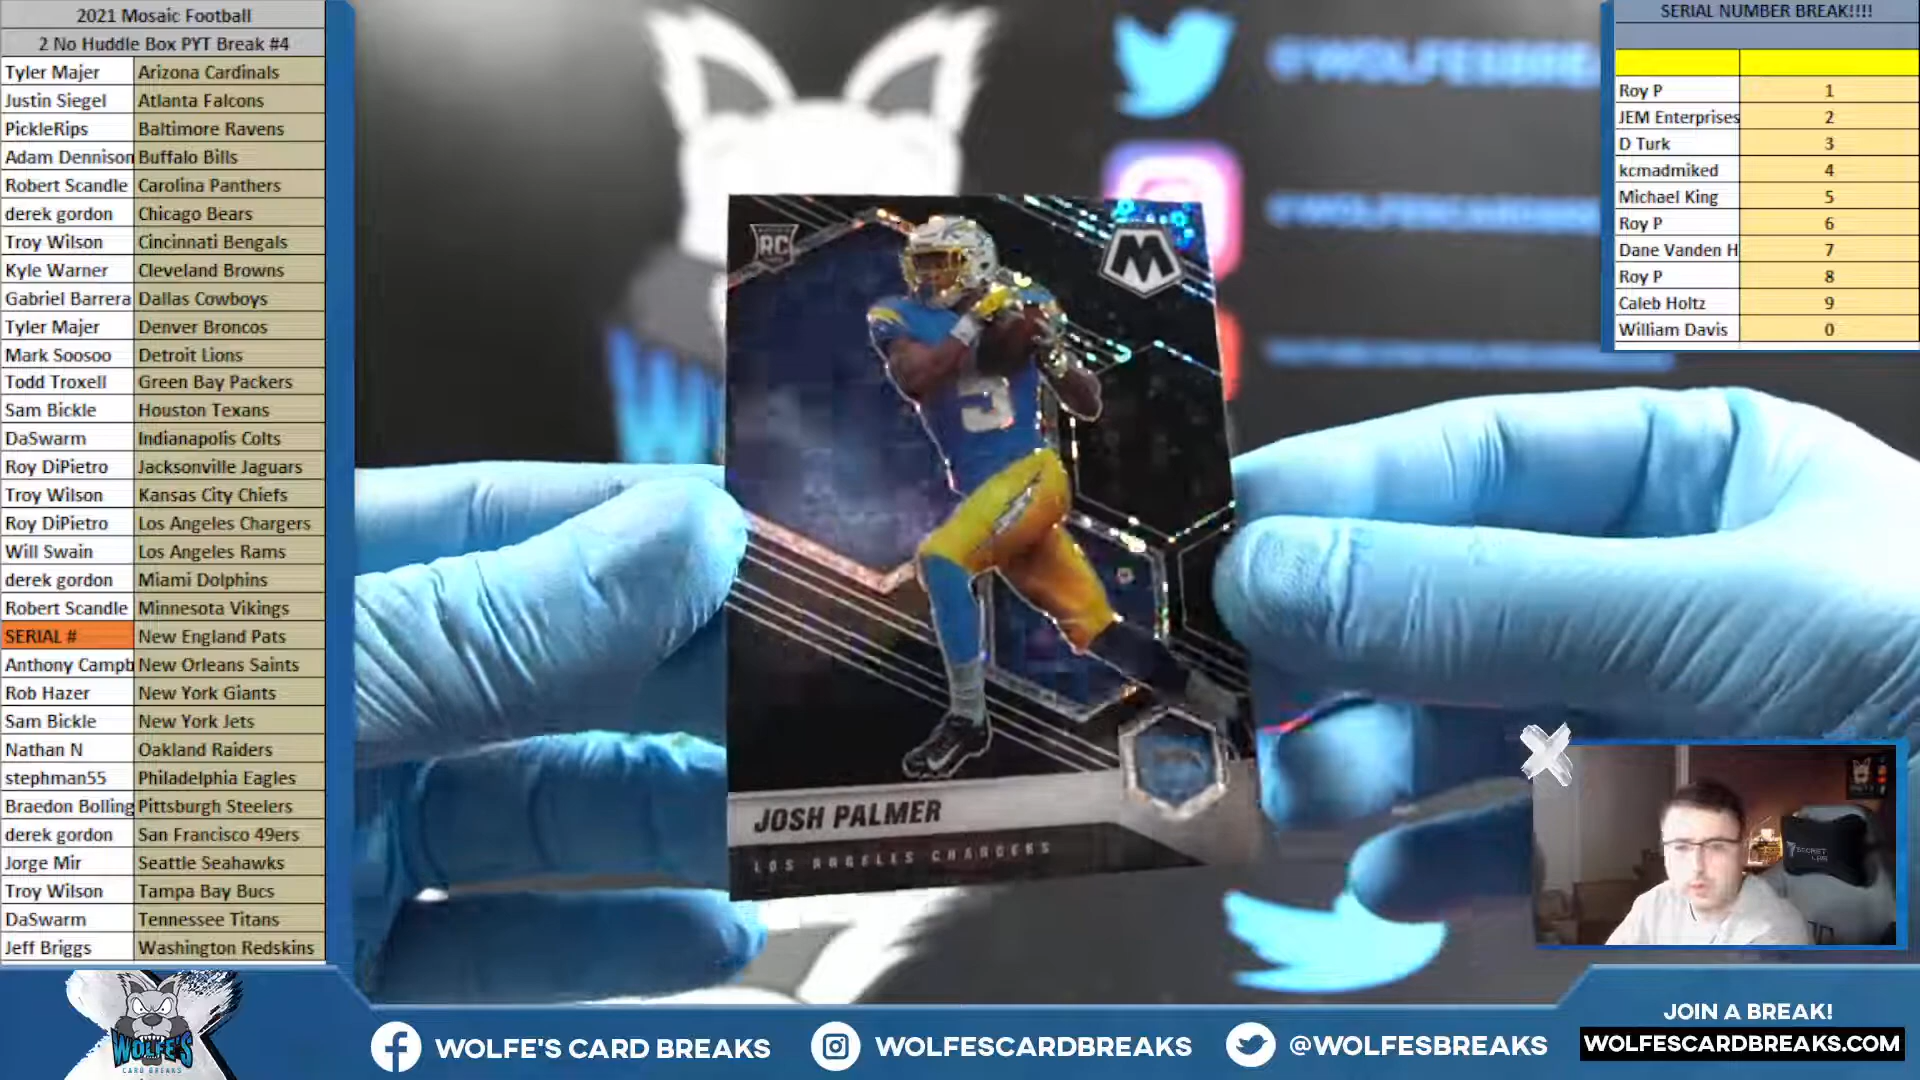 2021 Mosaic Football
2 No Huddle Box PYT Break #4
Tyler Majer Arizona Cardinals
Justin Siegel Atlanta Falcons
PickleRips Baltimore Ravens
Adam Dennison Buffalo Bills
Robert Scandle Carolina Panthers
derek gordon Chicago Bears
Troy Wilson Cincinnati Bengals
Kyle Warner Cleveland Browns
Gabriel Barrera Dallas Cowboys
Tyler Majer Denver Broncos
Mark Soosoo Detroit Lions
Todd Troxell Green Bay Packers
Sam Bickle Houston Texans
DaSwarm Indianapolis Colts
Roy DiPietro Jacksonville Jaguars
Troy Wilson Kansas City Chiefs
Roy DiPietro Los Angeles Chargers
Will Swain Los Angeles Rams
derek gordon Miami Dolphins
Robert Scandle Minnesota Vikings
SERIAL # New England Pats
Anthony Campb New Orleans Saints
Rob Hazer New York Giants
Sam Bickle New York Jets
Nathan N Oakland Raiders
stephman55 Philadelphia Eagles
Braedon Bolling Pittsburgh Steelers
derek gordon San Francisco 49ers
Jorge Mir Seattle Seahawks
Troy Wilson Tampa Bay Bucs
DaSwarm Tennessee Titans
Jeff Briggs Washington Redskins
SERIAL NUMBER BREAK!!!!
Roy P 1
JEM Enterprises 2
D Turk 3
kcmadmiked 4
Michael King 5
Roy P 6
Dane Vanden H 7
Roy P 8
Caleb Holtz 9
William Davis 0
@WOLFESBREA
RC
M
5
JOSH PALMER
LOS ANGELES CHARGERS
SECRET
WOLFE'S
CARD BREAKS
WOLFE'S CARD BREAKS
WOLFESCARDBREAKS
@WOLFESBREAKS
JOIN A BREAK!
WOLFESCARDBREAKS.COM